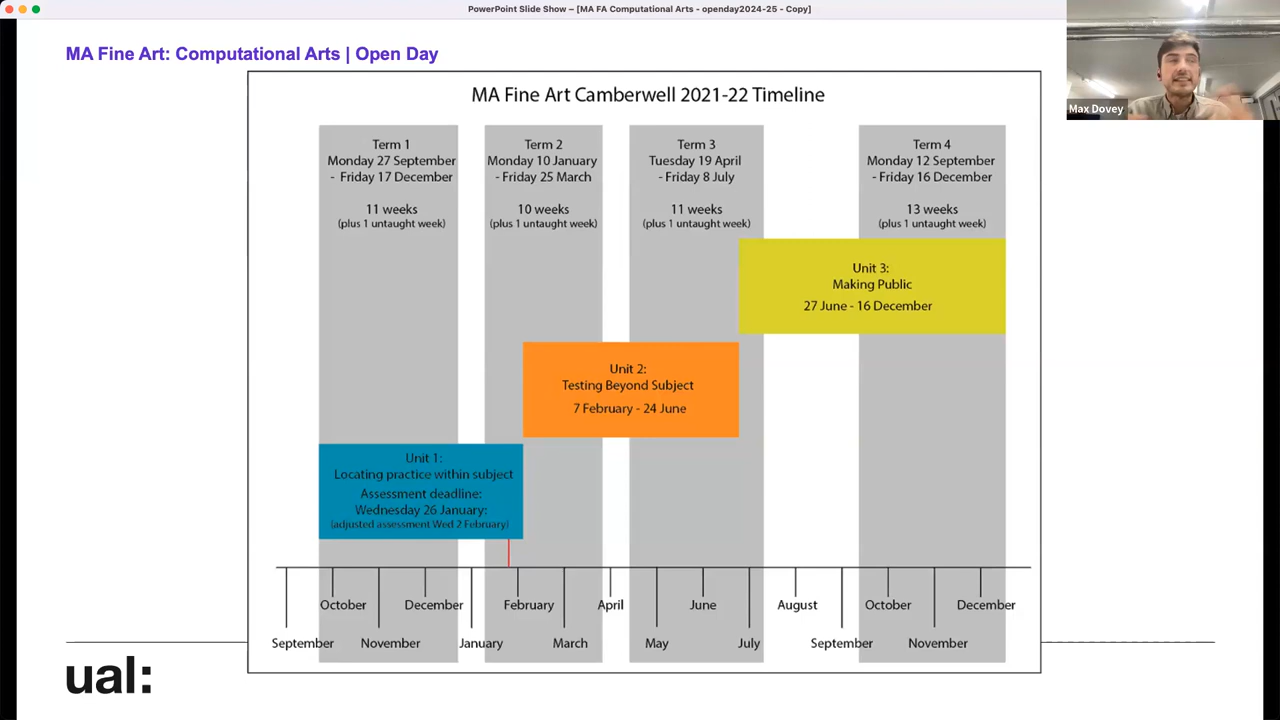 PowerPoint Slide Show – [MA FA Computational Arts - openday2024-25 - Copy]
Max Dovey
MA Fine Art: Computational Arts | Open Day
MA Fine Art Camberwell 2021-22 Timeline
Term 1
Monday 27 September
- Friday 17 December
11 weeks
(plus 1 untaught week)
Term 2
Monday 10 January
- Friday 25 March
10 weeks
(plus 1 untaught week)
Term 3
Tuesday 19 April
- Friday 8 July
11 weeks
(plus 1 untaught week)
Term 4
Monday 12 September
- Friday 16 December
13 weeks
(plus 1 untaught week)
Unit 3:
Making Public
27 June - 16 December
Unit 2:
Testing Beyond Subject
7 February - 24 June
Unit 1:
Locating practice within subject
Assessment deadline:
Wednesday 26 January:
(adjusted assessment Wed 2 February)
October December February April June August October December
September November January March May July September November
ual: